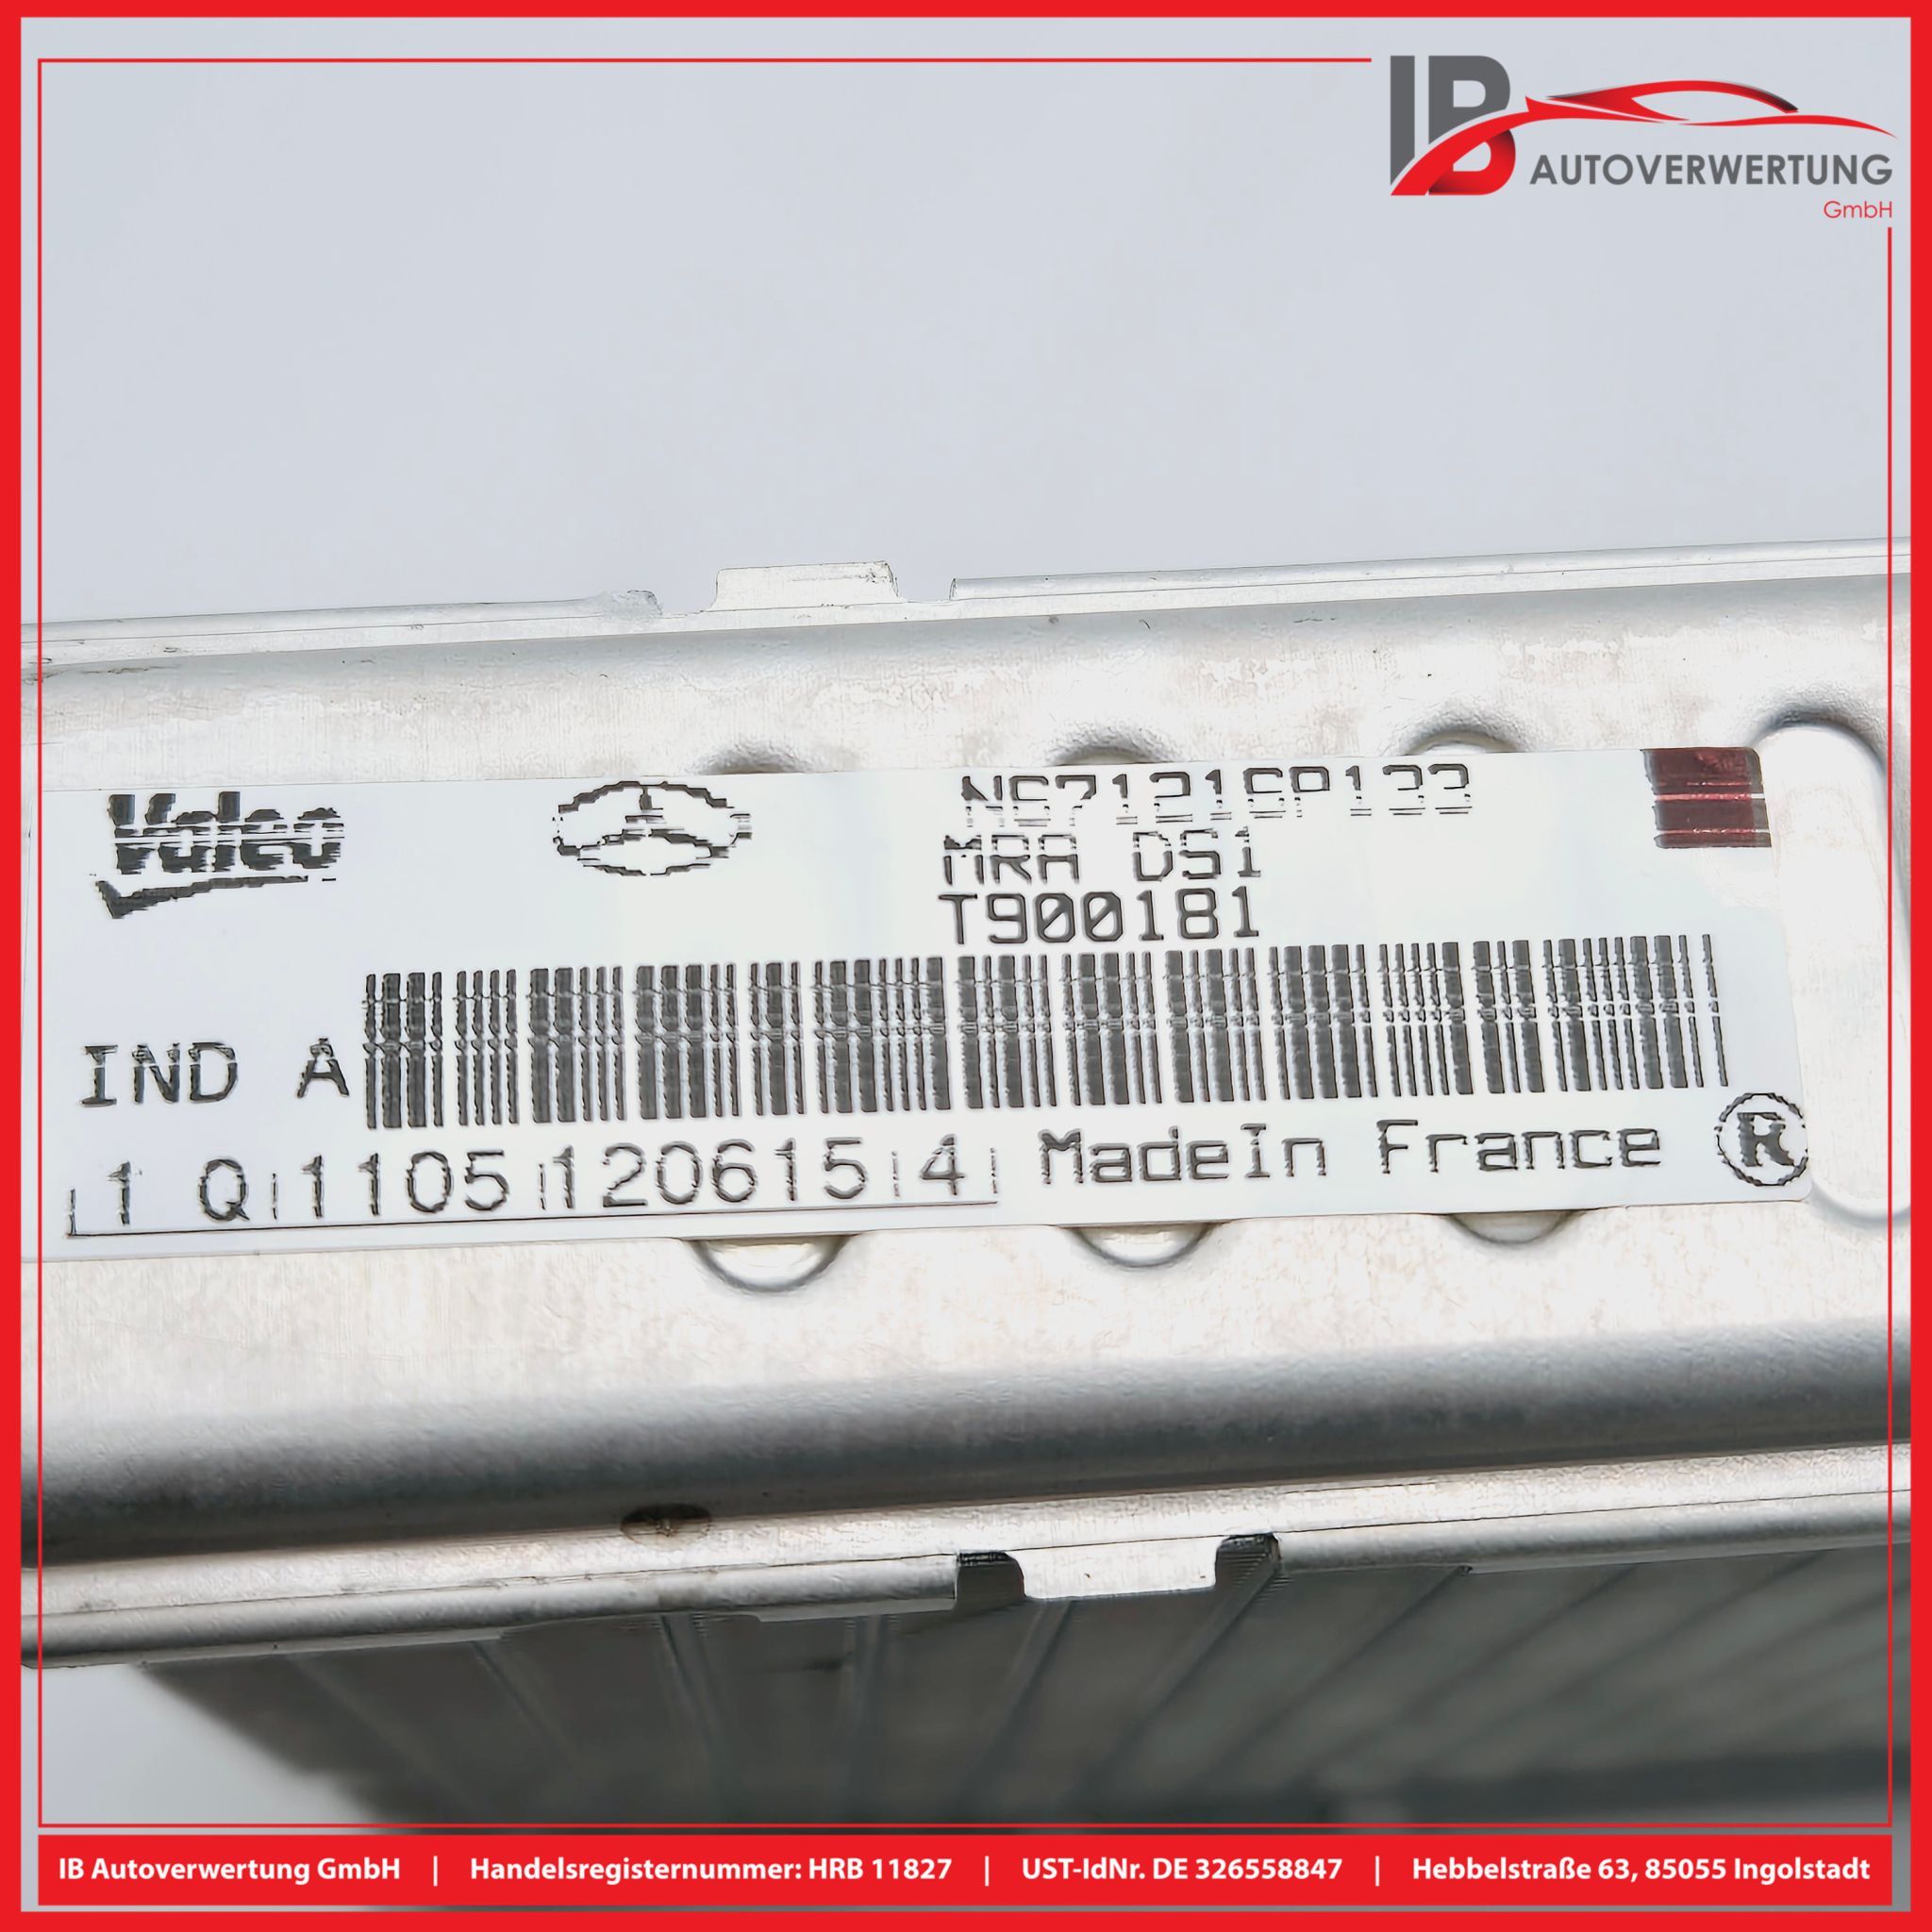 IB
AUTOVERWERTUNG
GmbH
Valeo
MRA DS1
T900181
IND A
1 Q 1105 120615 4 MadeIn France ®
IB Autoverwertung GmbH | Handelsregisternummer: HRB 11827 | UST-IdNr. DE 326558847 | Hebbelstraße 63, 85055 Ingolstadt